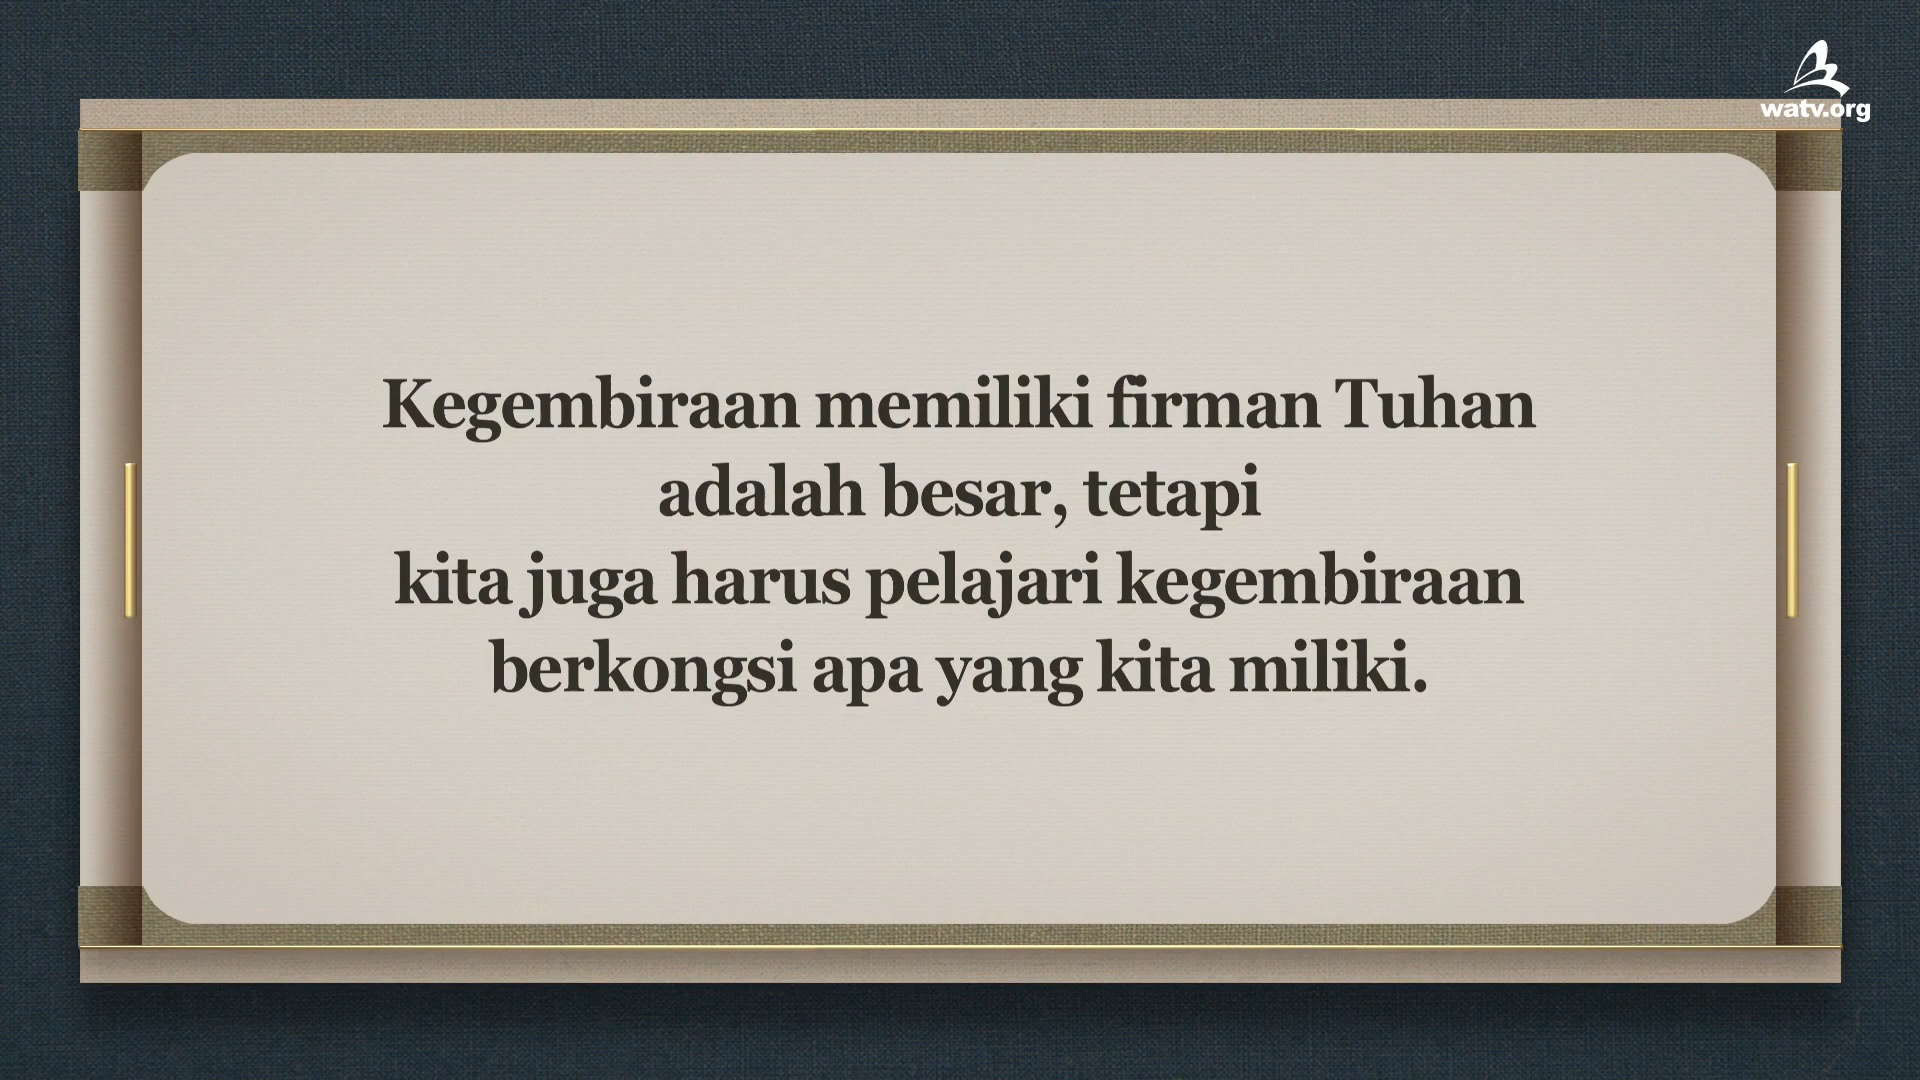 watv.org
Kegembiraan memiliki firman Tuhan
adalah besar, tetapi
kita juga harus pelajari kegembiraan
berkongsi apa yang kita miliki.